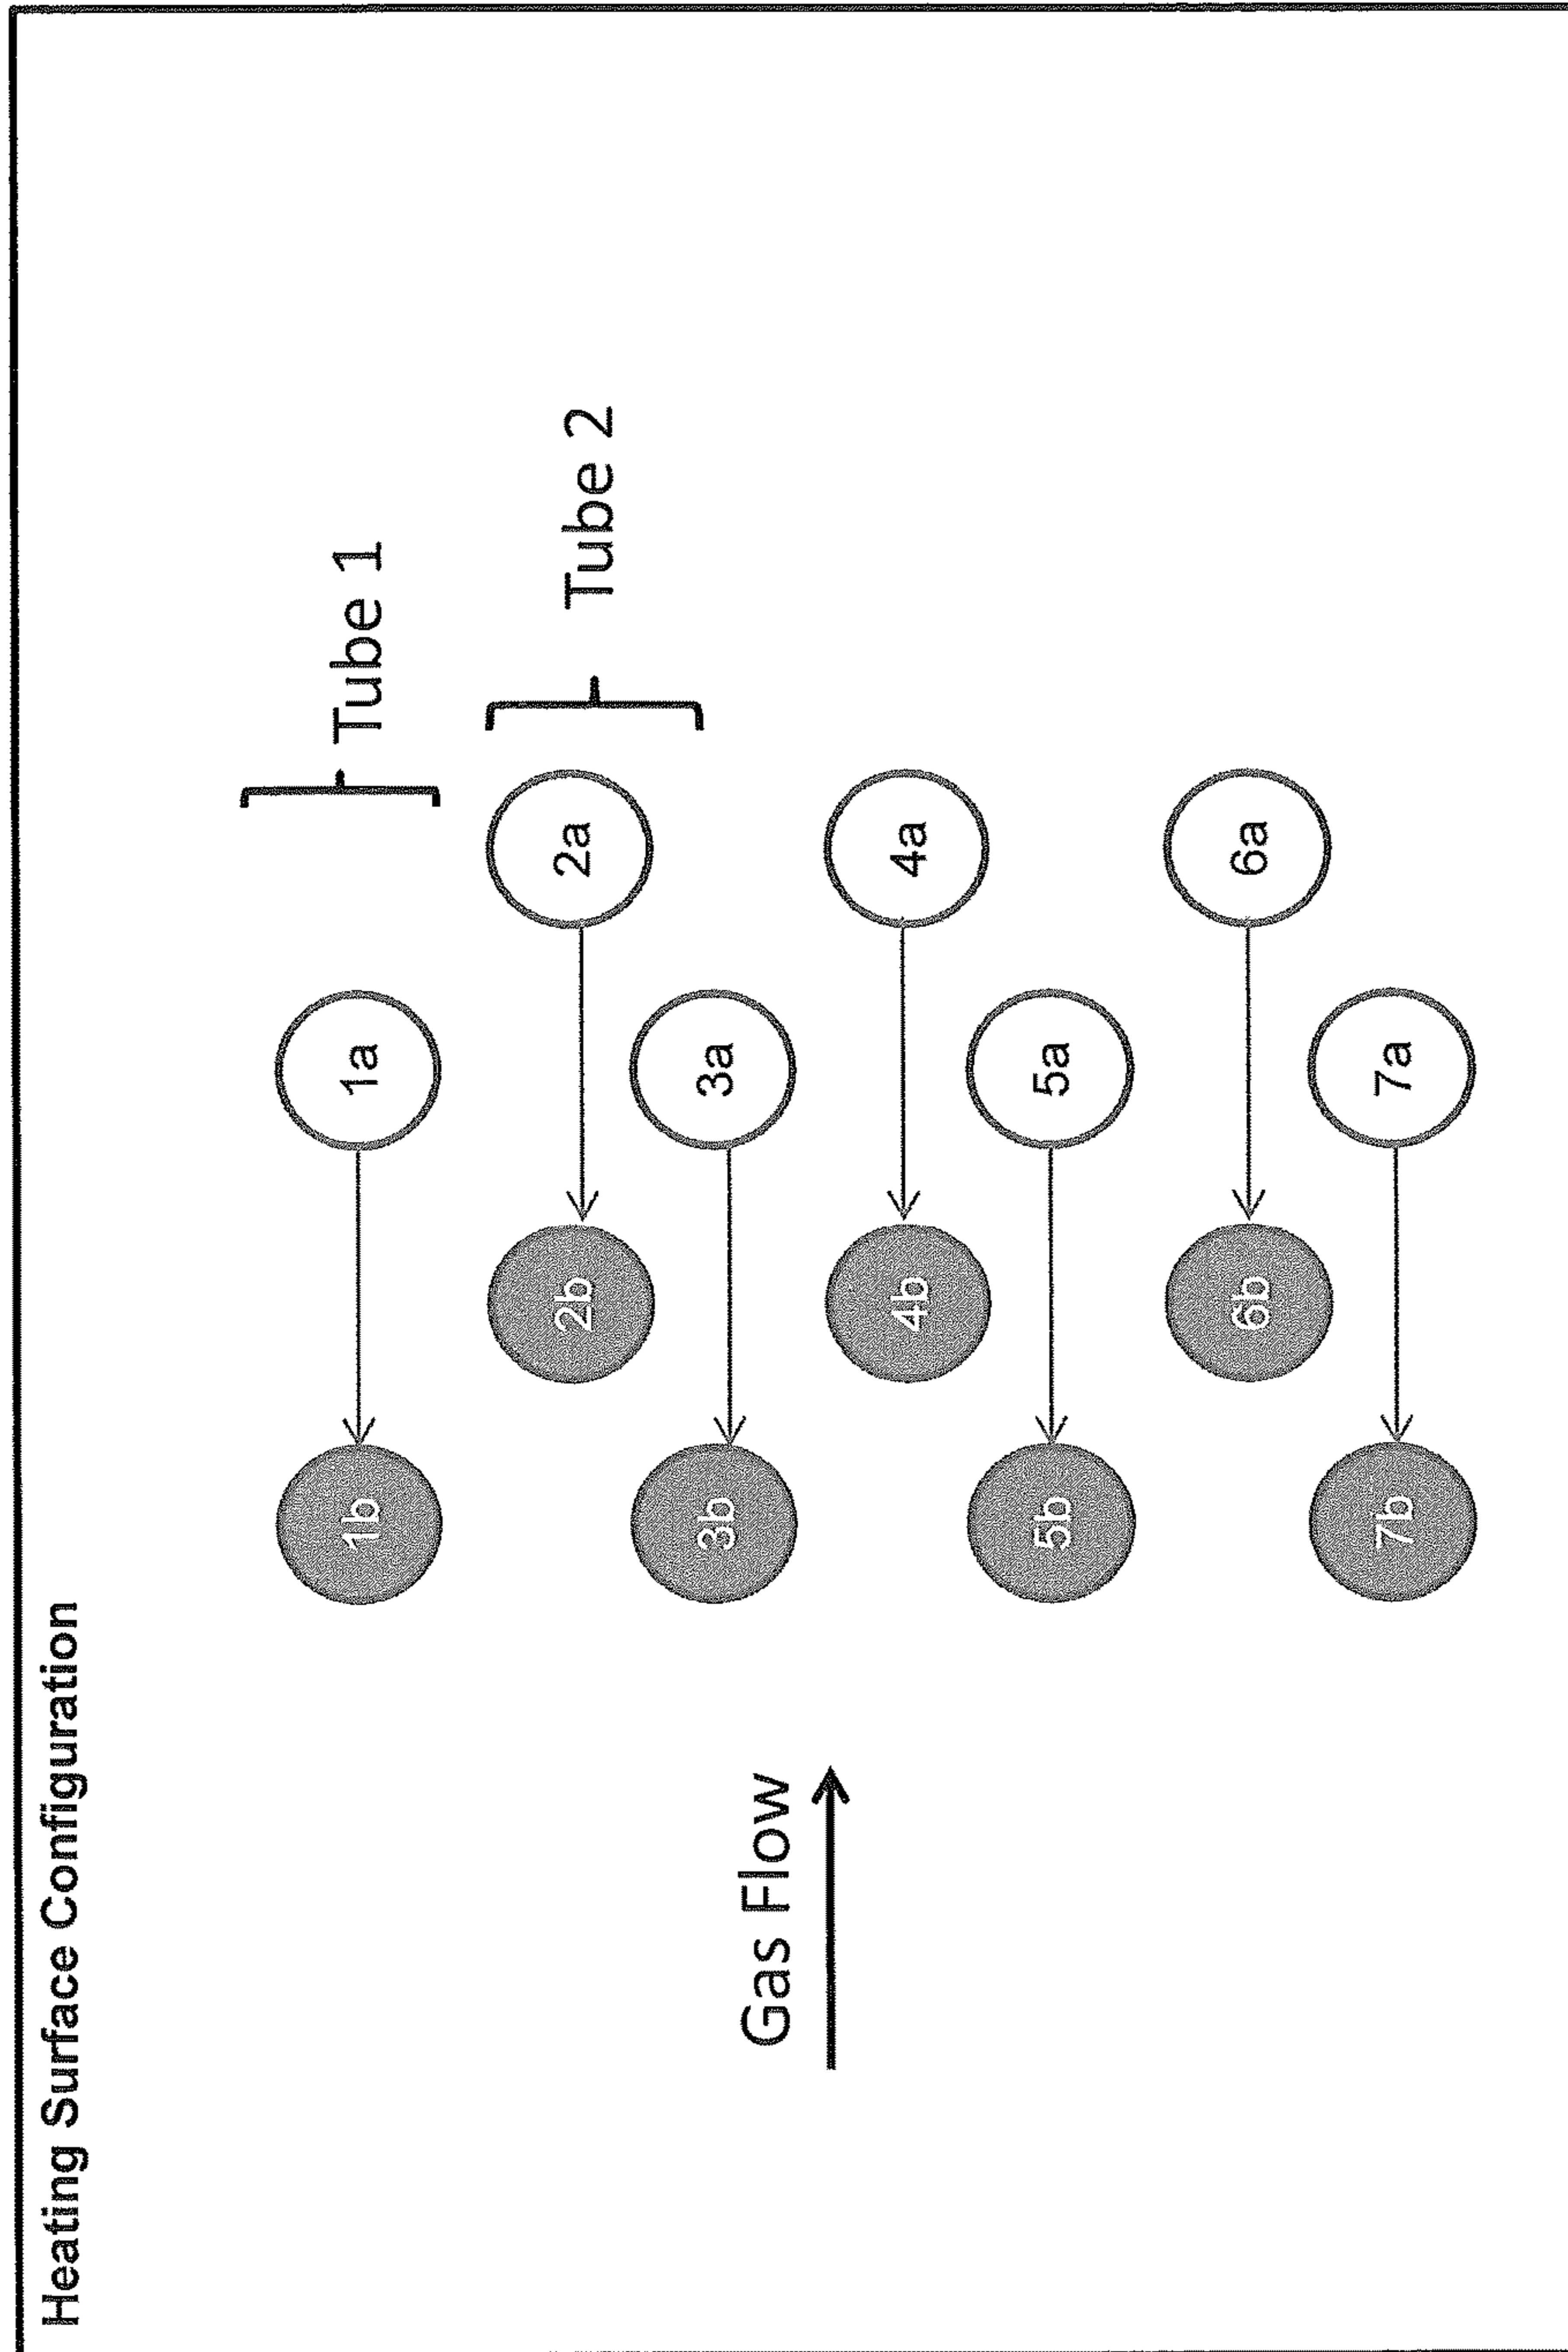 Heating Surface Configuration
Tube 1
Tube 2
Gas Flow
1b
1a
2b
2a
3b
3a
4b
4a
5b
5a
6b
6a
7b
7a